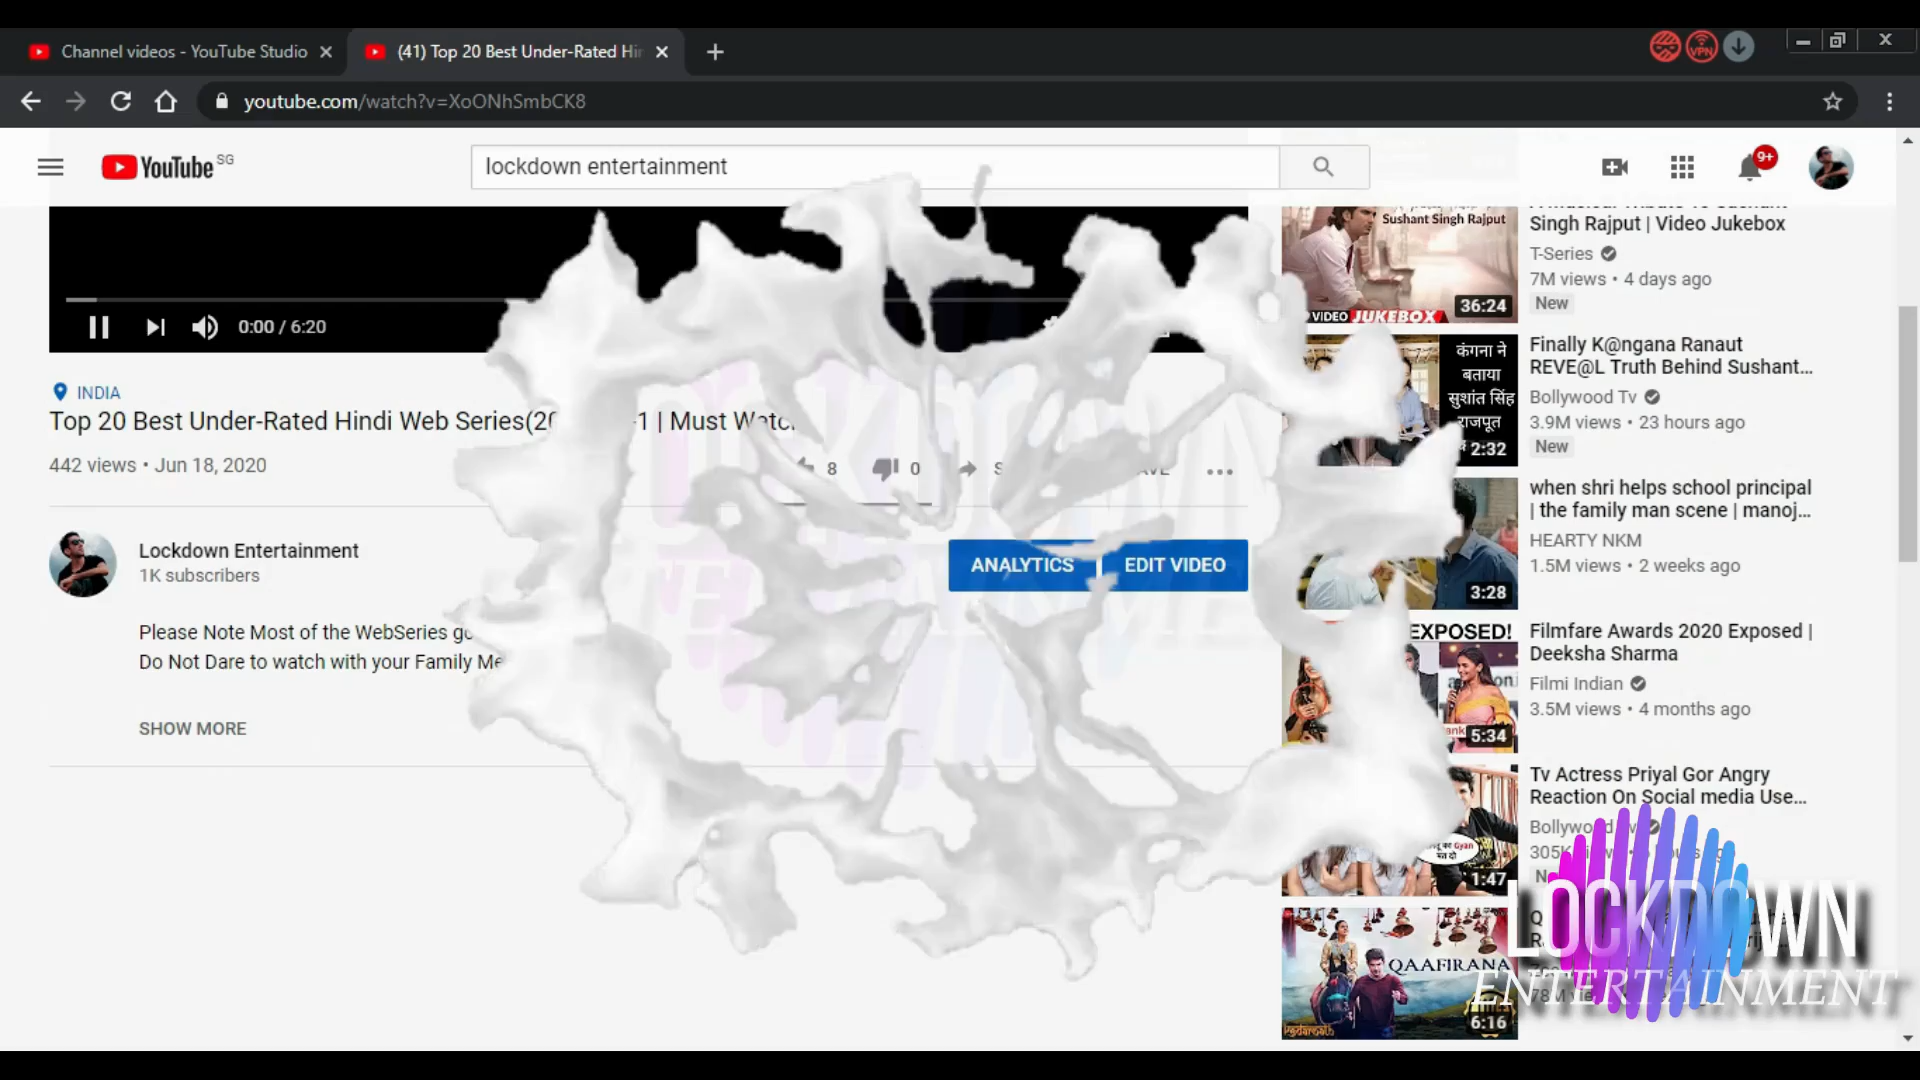 Channel videos - YouTube Studio
(41) Top 20 Best Under-Rated Hin
youtube.com/watch?v=XoONhSmbCK8
YouTube SG
lockdown entertainment
9+
0:00 / 6:20
INDIA
Top 20 Best Under-Rated Hindi Web Series(20 -1 | Must Watch
442 views • Jun 18, 2020
8
0
Lockdown Entertainment
1K subscribers
ANALYTICS
EDIT VIDEO
Please Note Most of the WebSeries
Do Not Dare to watch with your Family
SHOW MORE
Sushant Singh Rajput
VIDEO JUKEBOX
36:24
Singh Rajput | Video Jukebox
T-Series
7M views • 4 days ago
New
कंगना ने
बताया
सुशांत सिंह
राजपूत
2:32
Finally K@ngana Ranaut
REVE@L Truth Behind Sushant...
Bollywood Tv
3.9M views • 23 hours ago
New
3:28
when shri helps school principal
| the family man scene | manoj...
HEARTY NKM
1.5M views • 2 weeks ago
EXPOSED!
5:34
Filmfare Awards 2020 Exposed |
Deeksha Sharma
Filmi Indian
3.5M views • 4 months ago
1:47
Tv Actress Priyal Gor Angry
Reaction On Social media Use...
QAAFIRANA
kedarnath
6:16
LOCKDOWN
ENTERTAINMENT